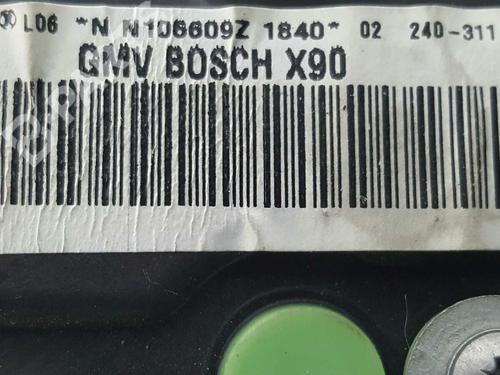 L06 *N N106609Z 1840* 02 240-311
GMV BOSCH X90